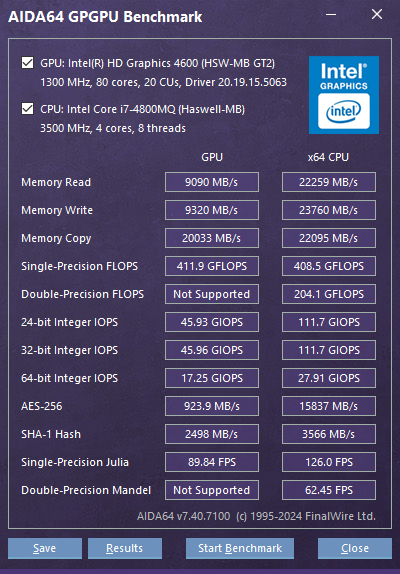 AIDA64 GPGPU Benchmark
GPU: Intel(R) HD Graphics 4600 (HSW-MB GT2)
1300 MHz, 80 cores, 20 CUs, Driver 20.19.15.5063
CPU: Intel Core i7-4800MQ (Haswell-MB)
3500 MHz, 4 cores, 8 threads
Intel
GRAPHICS
intel
GPU x64 CPU
Memory Read 9090 MB/s 22259 MB/s
Memory Write 9320 MB/s 23760 MB/s
Memory Copy 20033 MB/s 22095 MB/s
Single-Precision FLOPS 411.9 GFLOPS 408.5 GFLOPS
Double-Precision FLOPS Not Supported 204.1 GFLOPS
24-bit Integer IOPS 45.93 GIOPS 111.7 GIOPS
32-bit Integer IOPS 45.96 GIOPS 111.7 GIOPS
64-bit Integer IOPS 17.25 GIOPS 27.91 GIOPS
AES-256 923.9 MB/s 15837 MB/s
SHA-1 Hash 2498 MB/s 3566 MB/s
Single-Precision Julia 89.84 FPS 126.0 FPS
Double-Precision Mandel Not Supported 62.45 FPS
AIDA64 v7.40.7100 (c) 1995-2024 FinalWire Ltd.
Save Results Start Benchmark Close